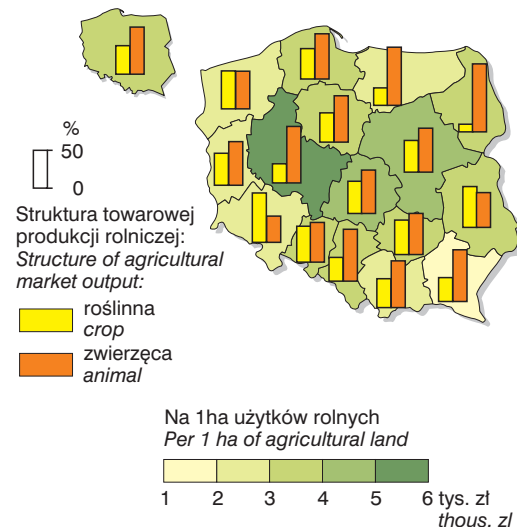 %
50
0
Struktura towarowej
produkcji rolniczej:
Structure of agricultural
market output:
roślinna
crop
zwierzęca
animal
Na 1ha użytków rolnych
Per 1 ha of agricultural land
1 2 3 4 5 6 tys. zł
thous. zl